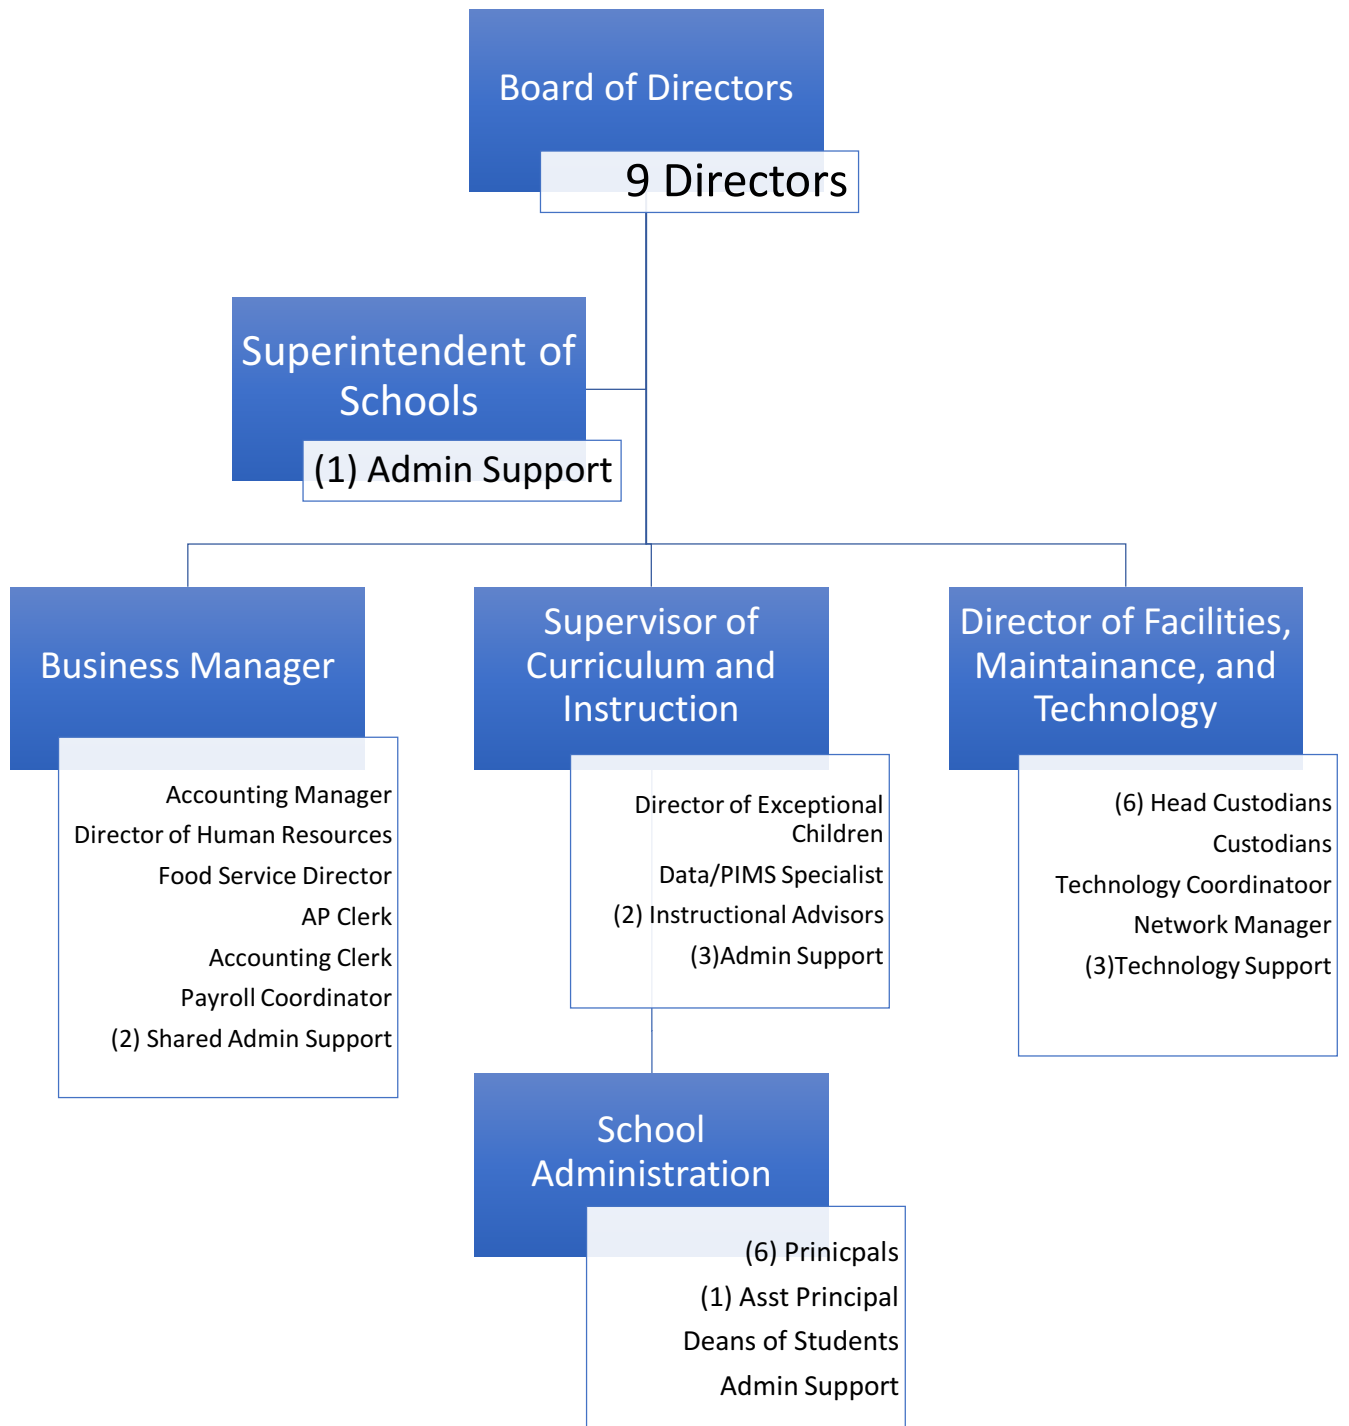 Board of Directors
9 Directors
Superintendent of
Schools
(1) Admin Support
Business Manager
Accounting Manager
Director of Human Resources
Food Service Director
AP Clerk
Accounting Clerk
Payroll Coordinator
(2) Shared Admin Support
Supervisor of
Curriculum and
Instruction
Director of Exceptional
Children
Data/PIMS Specialist
(2) Instructional Advisors
(3)Admin Support
Director of Facilities,
Maintainance, and
Technology
(6) Head Custodians
Custodians
Technology Coordinatoor
Network Manager
(3)Technology Support
School
Administration
(6) Prinicpals
(1) Asst Principal
Deans of Students
Admin Support